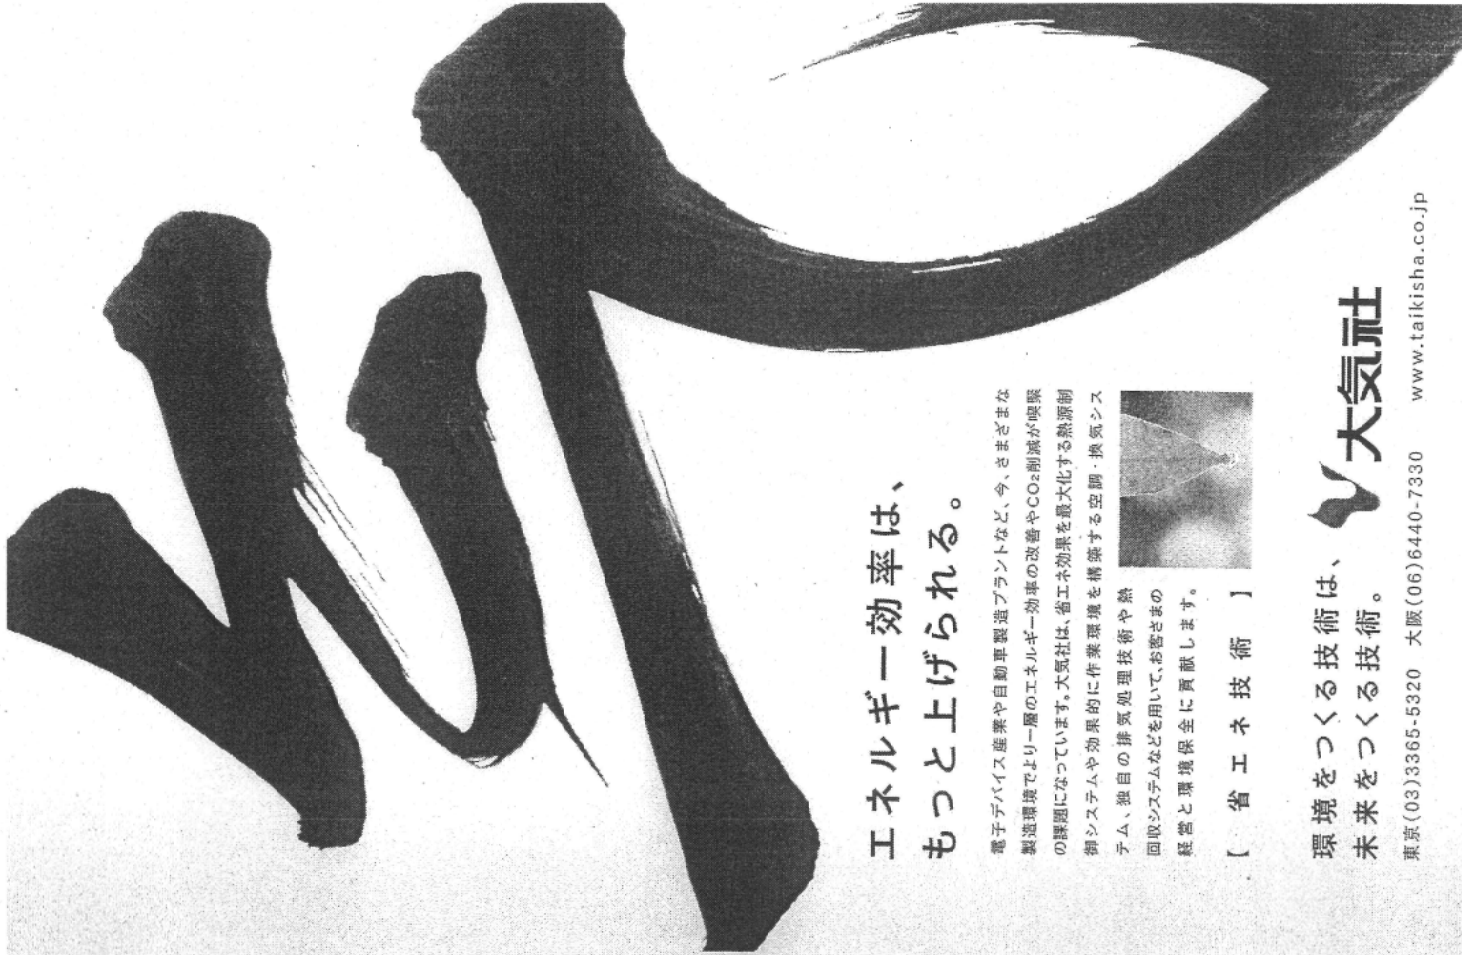 エネルギー効率は、
もっと上げられる。
電子デバイス産業や自動車製造プラントなど、今、さまざまな
製造環境でより一層のエネルギー効率の改善やCO2削減が喫緊
の課題になっています。大気社は、省エネ効果を最大化する熱源制
御システムや効果的に作業環境を構築する空調・換気シス
テム、独自の排気処理技術や熱
回収システムなどを用いて、お客さまの
経営と環境保全に貢献します。
【 省エネ技術 】
環境をつくる技術は、
未来をつくる技術。
大気社
東京(03)3365-5320 大阪(06)6440-7330 www.taikisha.co.jp